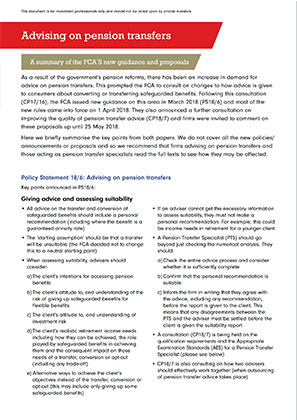 This document is for investment professionals only and should not be relied upon by private investors
Advising on pension transfers
A summary of the FCA's new guidance and proposals
As a result of the government's pension reforms, there has been an increase in demand for
advice on pension transfers. This prompted the FCA to consult on changes to how advice is given
to consumers about converting or transferring safeguarded benefits. Following this consultation
(CP17/16), the FCA issued new guidance on this area in March 2018 (PS18/6) and most of the
new rules came into force on 1 April 2018. They also announced a further consultation on
improving the quality of pension transfer advice (CP18/7) and firms were invited to comment on
these proposals up until 25 May 2018.
Here we briefly summarise the key points from both papers. We do not cover all the new policies/
announcements or proposals and so we recommend that firms advising on pension transfers and
those acting as pension transfer specialists read the full texts to see how they may be affected.
Policy Statement 18/6: Advising on pension transfers
Key points announced in PS18/6:
Giving advice and assessing suitability
• All advice on the transfer and conversion of
safeguarded benefits should include a personal
recommendation (including where the benefit is a
guaranteed annuity rate)
• The 'starting assumption' should be that a transfer
will be unsuitable (the FCA decided not to change
this to a neutral starting point)
• When assessing suitability, advisers should
consider:
a) The client's intentions for accessing pension
benefits
b) The client's attitude to, and understanding of the
risk of giving up safeguarded benefits for
flexible benefits
c) The client's attitude to, and understanding of
investment risk
d) The client's realistic retirement income needs
including how they can be achieved, the role
played by safeguarded benefits in achieving
them and the consequent impact on those
needs of a transfer, conversion or opt-out
(including any trade-off)
e) Alternative ways to achieve the client's
objectives instead of the transfer, conversion or
opt-out (this may include only giving up some
safeguarded benefits)
• If an adviser cannot get the necessary information
to assess suitability, they must not make a
personal recommendation. For example, this could
be income needs in retirement for a younger client
• A Pension Transfer Specialist (PTS) should go
beyond just checking the numerical analysis. They
should:
a) Check the entire advice process and consider
whether it is sufficiently complete
b) Confirm that the personal recommendation is
suitable
c) Inform the firm in writing that they agree with
the advice, including any recommendation,
before the report is given to the client. This
means that any disagreements between the
PTS and the adviser must be settled before the
client is given the suitability report
• A consultation (CP18/7) is being held on the
qualification requirements and the Appropriate
Examination Standards (AES) for a Pension Transfer
Specialist (please see below)
• CP18/7 is also consulting on how two advisers
should effectively work together (when outsourcing
of pension transfer advice takes place)